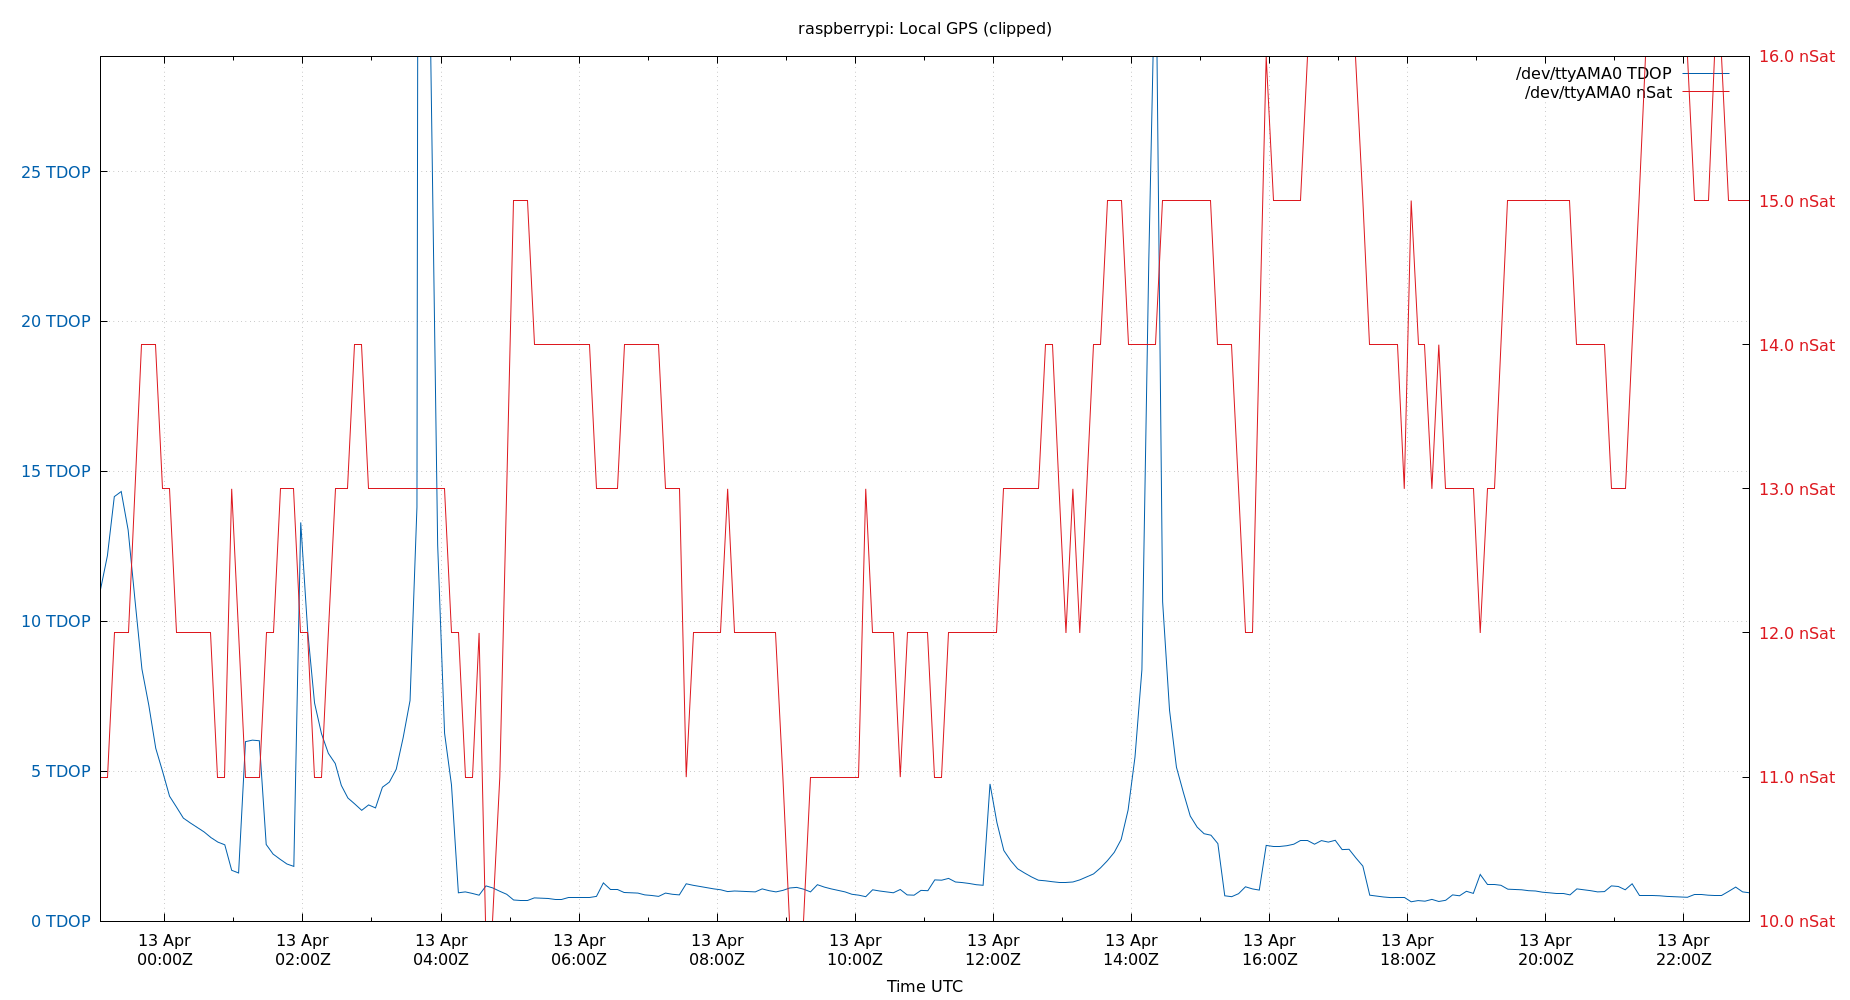 raspberrypi: Local GPS (clipped)
/dev/ttyAMA0 TDOP
/dev/ttyAMA0 nSat
25 TDOP
20 TDOP
15 TDOP
10 TDOP
5 TDOP
0 TDOP
16.0 nSat
15.0 nSat
14.0 nSat
13.0 nSat
12.0 nSat
11.0 nSat
10.0 nSat
13 Apr
00:00Z
13 Apr
02:00Z
13 Apr
04:00Z
13 Apr
06:00Z
13 Apr
08:00Z
13 Apr
10:00Z
13 Apr
12:00Z
13 Apr
14:00Z
13 Apr
16:00Z
13 Apr
18:00Z
13 Apr
20:00Z
13 Apr
22:00Z
Time UTC